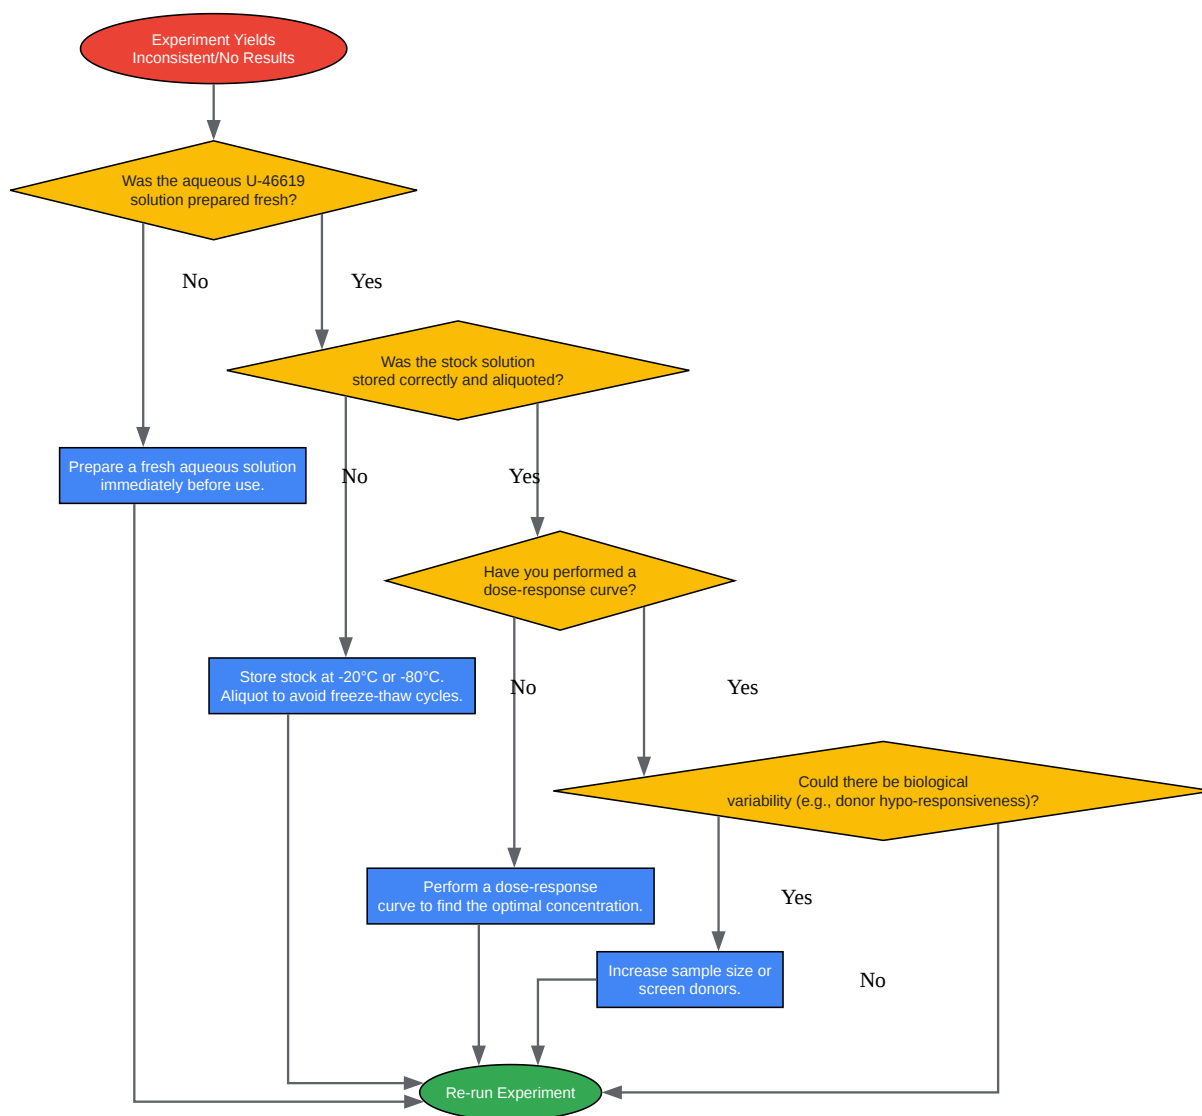 Experiment Yields
Inconsistent/No Results
Was the aqueous U-46619
solution prepared fresh?
No
Yes
Was the stock solution
stored correctly and aliquoted?
Prepare a fresh aqueous solution
immediately before use.
No
Yes
Have you performed a
dose-response curve?
Store stock at -20°C or -80°C.
Aliquot to avoid freeze-thaw cycles.
No
Yes
Could there be biological
variability (e.g., donor hypo-responsiveness)?
Perform a dose-response
curve to find the optimal concentration.
Yes
Increase sample size or
screen donors.
No
Re-run Experiment